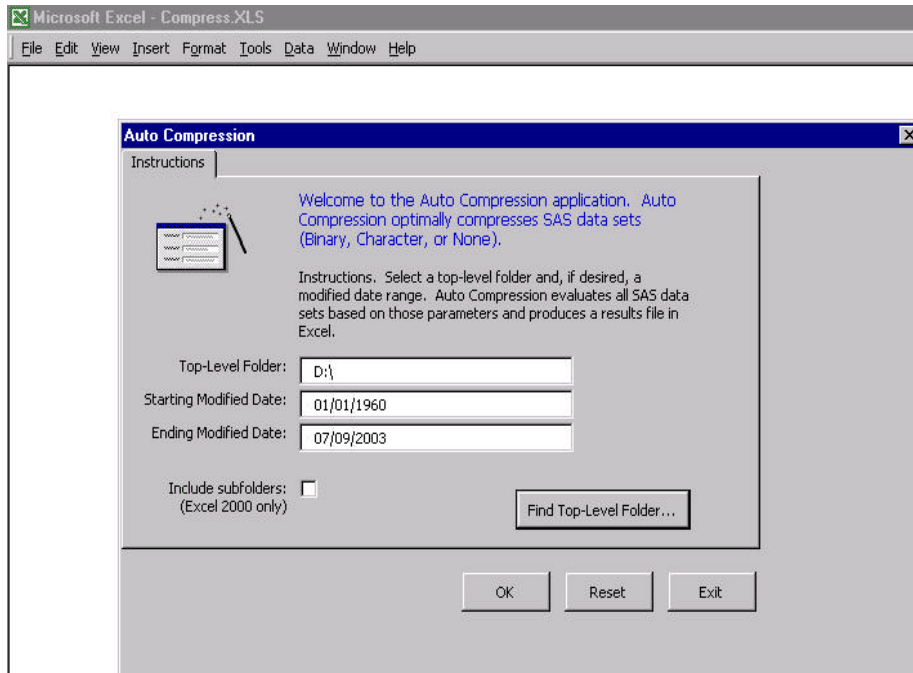 Microsoft Excel - Compress.XLS
File Edit View Insert Format Tools Data Window Help
Auto Compression
Instructions
Welcome to the Auto Compression application. Auto
Compression optimally compresses SAS data sets
(Binary, Character, or None).
Instructions. Select a top-level folder and, if desired, a
modified date range. Auto Compression evaluates all SAS data
sets based on those parameters and produces a results file in
Excel.
Top-Level Folder: D:\
Starting Modified Date: 01/01/1960
Ending Modified Date: 07/09/2003
Include subfolders:
(Excel 2000 only)
Find Top-Level Folder...
OK Reset Exit